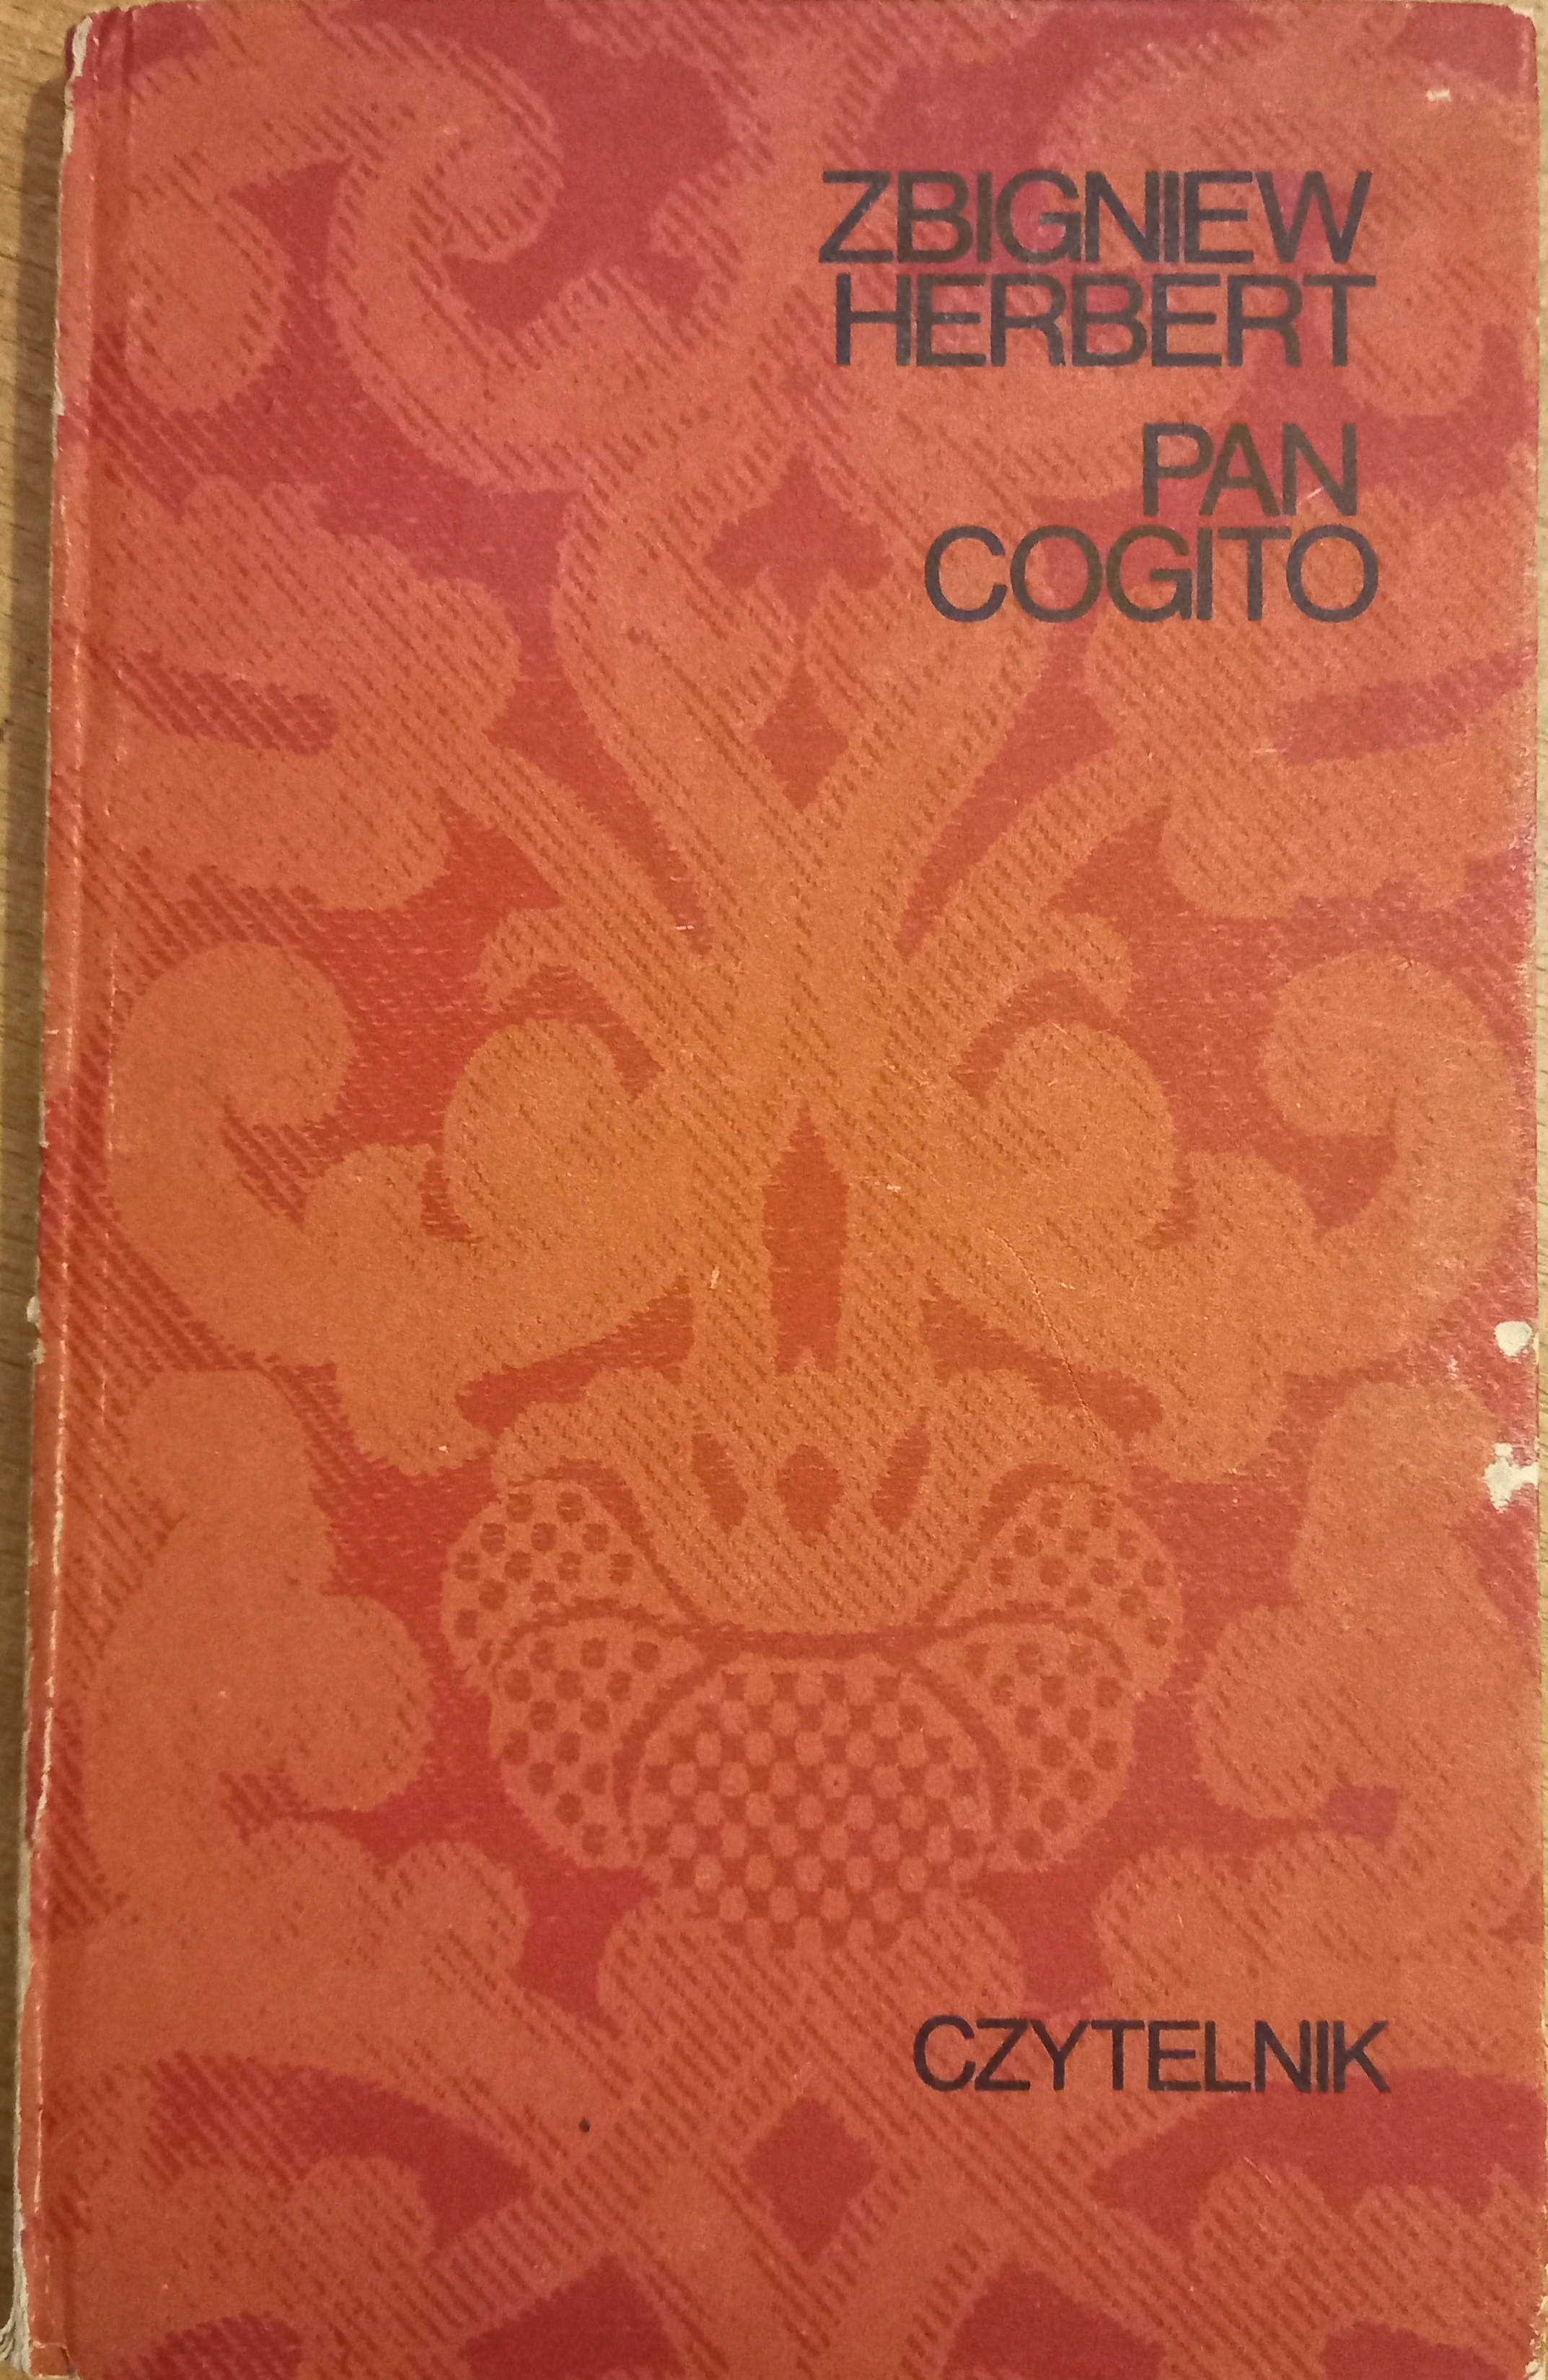 ZBIGNIEW
HERBERT
PAN
COGITO
CZYTELNIK